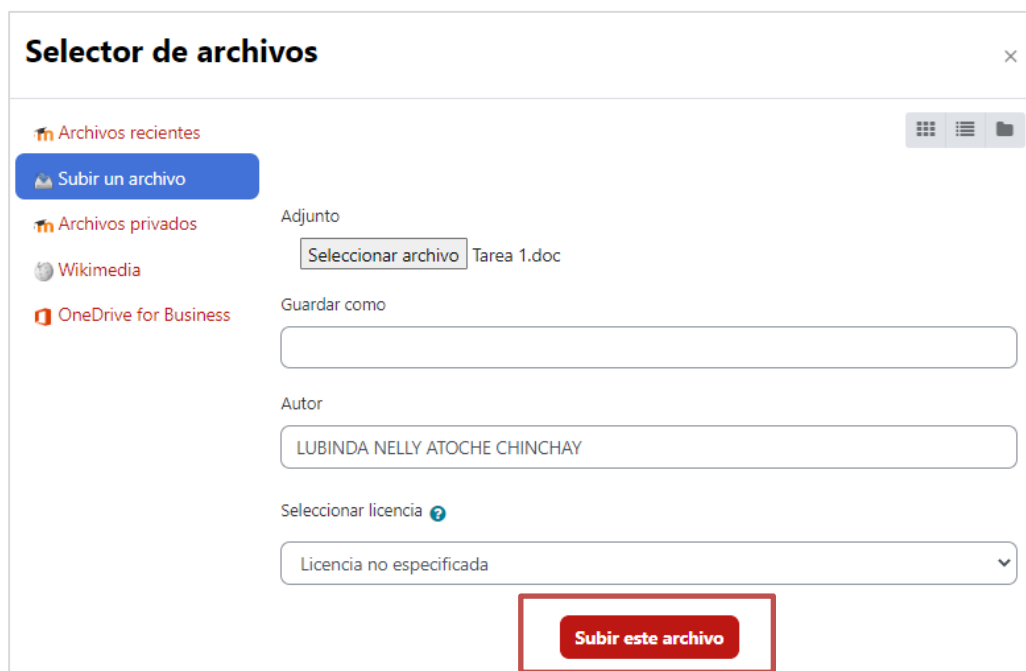 Selector de archivos
×
Archivos recientes
Subir un archivo
Archivos privados
Wikimedia
OneDrive for Business
Adjunto
Seleccionar archivo Tarea 1.doc
Guardar como
Autor
LUBINDA NELLY ATOCHE CHINCHAY
Seleccionar licencia ?
Licencia no especificada
Subir este archivo